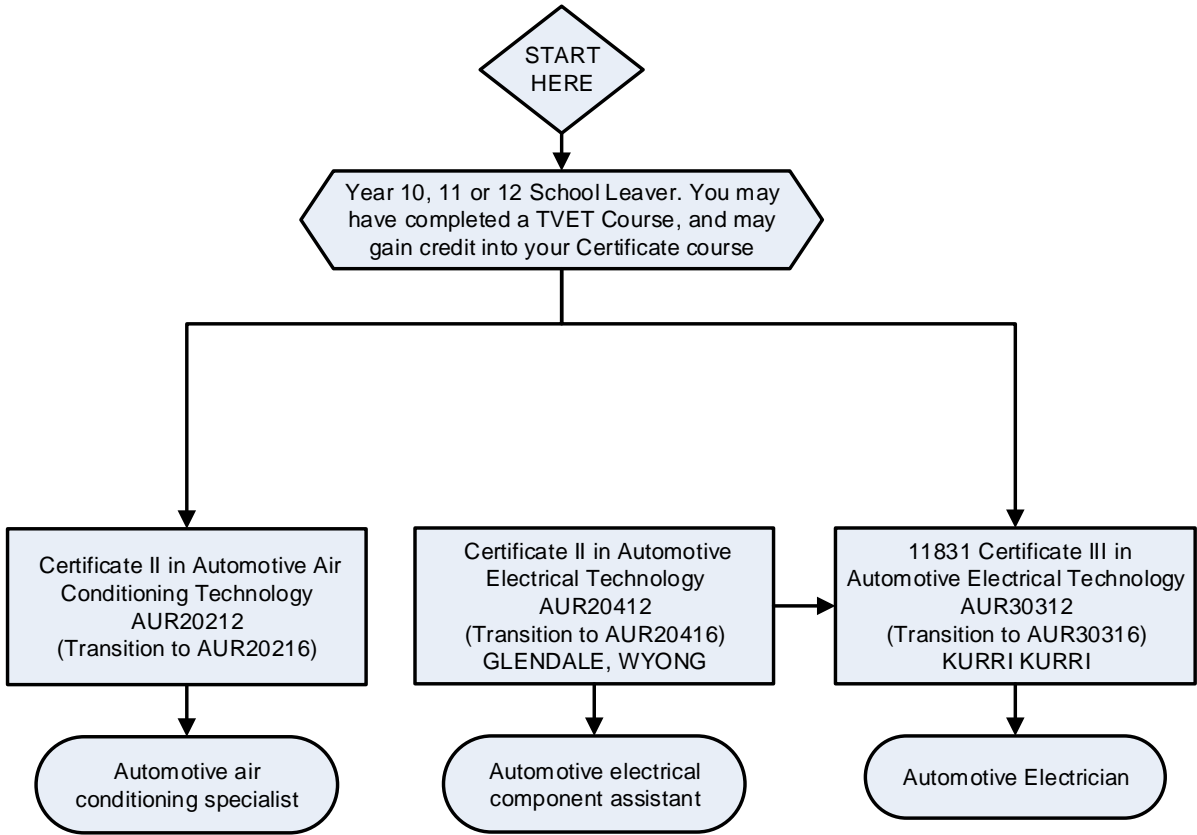 START
HERE
Year 10, 11 or 12 School Leaver. You may
have completed a TVET Course, and may
gain credit into your Certificate course
Certificate II in Automotive Air
Conditioning Technology
AUR20212
(Transition to AUR20216)
Certificate II in Automotive
Electrical Technology
AUR20412
(Transition to AUR20416)
GLENDALE, WYONG
11831 Certificate III in
Automotive Electrical Technology
AUR30312
(Transition to AUR30316)
KURRI KURRI
Automotive air
conditioning specialist
Automotive electrical
component assistant
Automotive Electrician